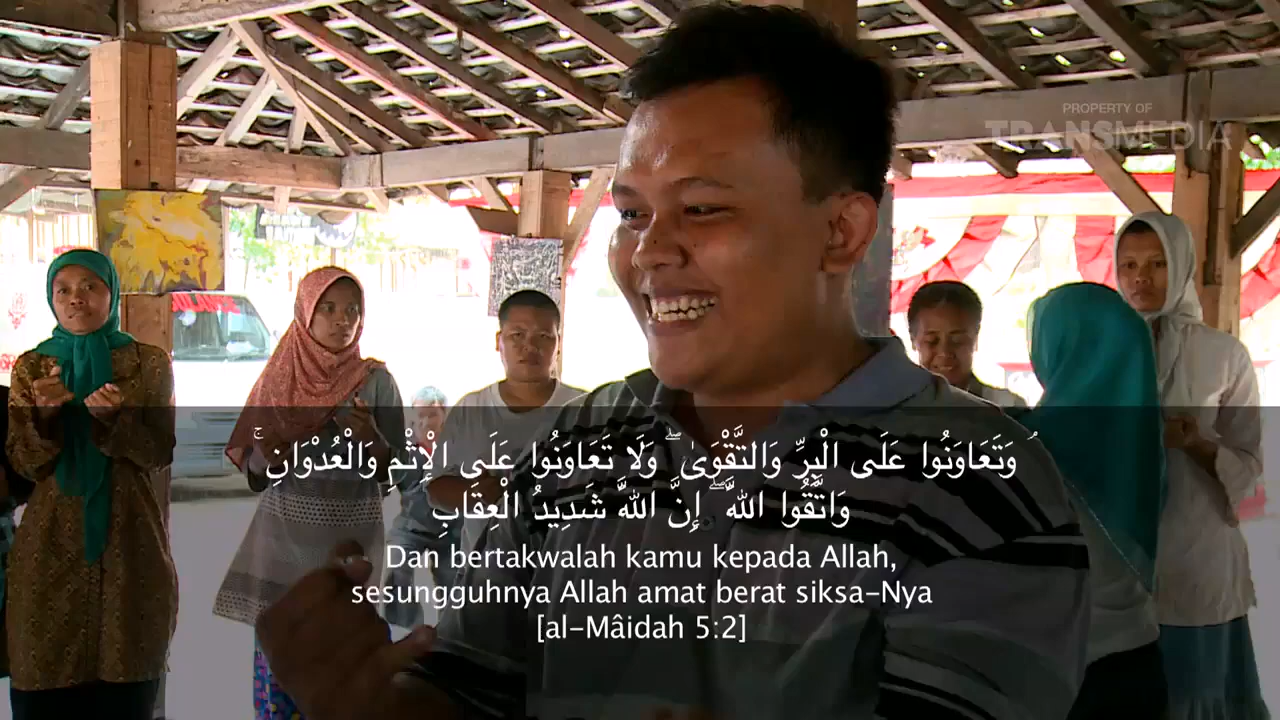 PROPERTY OF
TRANSMEDIA
وَتَعَاوَنُوا عَلَى الْبِرِّ وَالتَّقْوَىٰ ۖ وَلَا تَعَاوَنُوا عَلَى الْإِثْمِ وَالْعُدْوَانِ ۚ
وَاتَّقُوا اللَّهَ ۖ إِنَّ اللَّهَ شَدِيدُ الْعِقَابِ
Dan bertakwalah kamu kepada Allah,
sesungguhnya Allah amat berat siksa-Nya
[al-Mâidah 5:2]